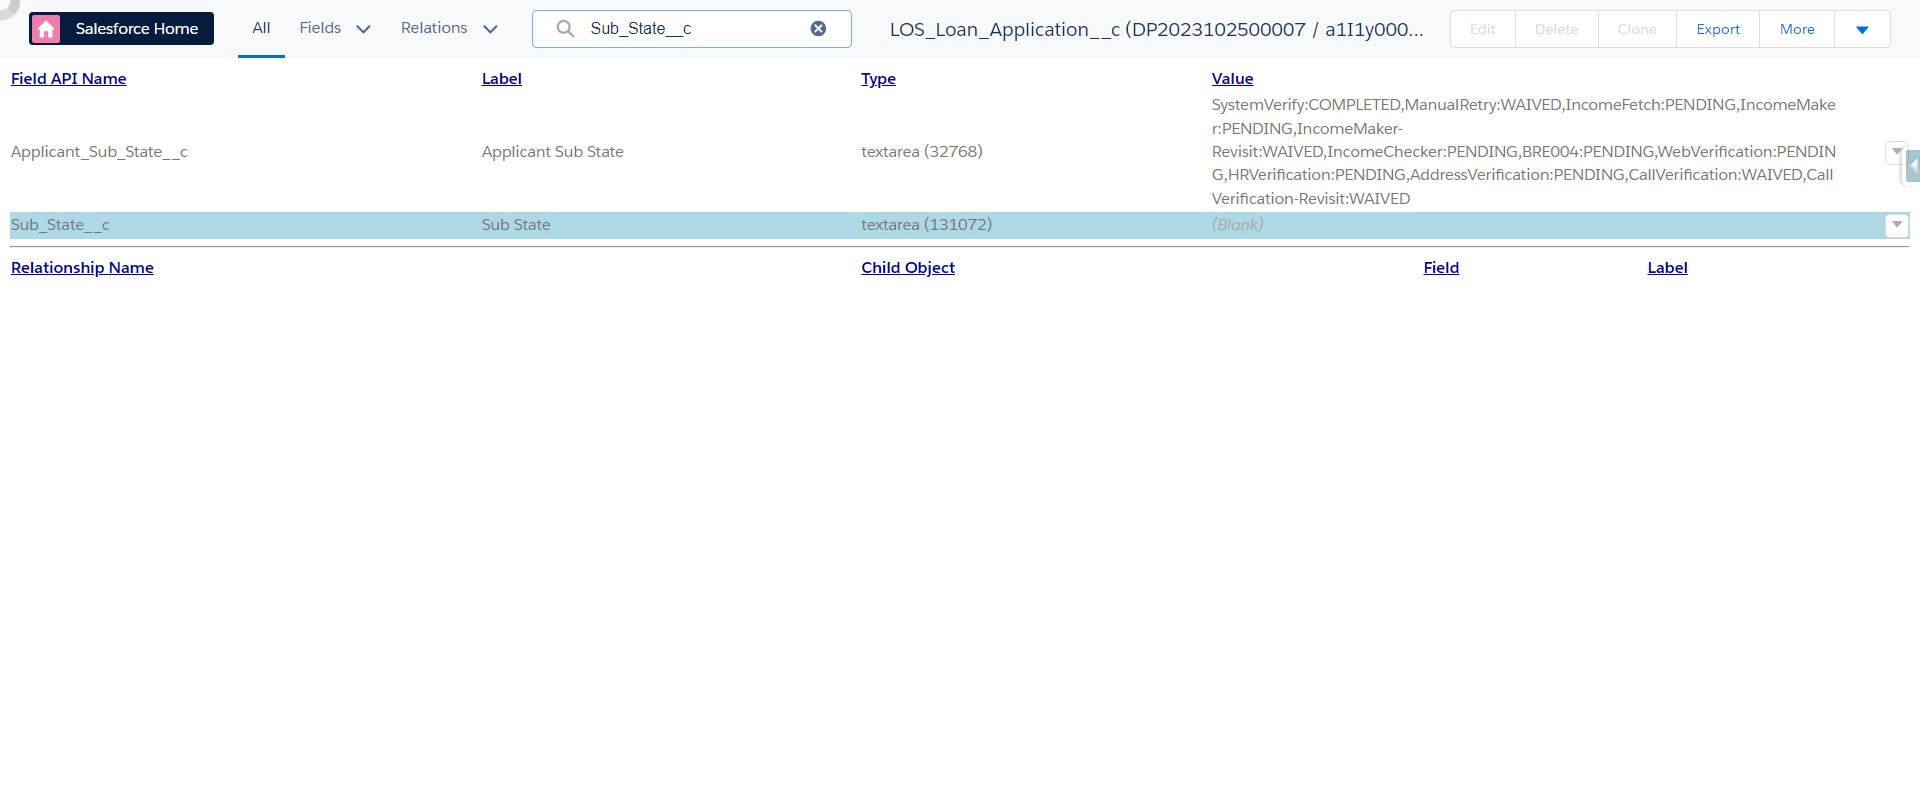 Salesforce Home All Fields Relations Sub_State__c LOS_Loan_Application__c (DP2023102500007 / a1I1y000... Edit Delete Clone Export More
Field API Name Label Type Value
Applicant_Sub_State__c Applicant Sub State textarea (32768)
SystemVerify:COMPLETED,ManualRetry:WAIVED,IncomeFetch:PENDING,IncomeMake
r:PENDING,IncomeMaker-
Revisit:WAIVED,IncomeChecker:PENDING,BRE004:PENDING,WebVerification:PENDIN
G,HRVerification:PENDING,AddressVerification:PENDING,CallVerification:WAIVED,Call
Verification-Revisit:WAIVED
Sub_State__c Sub State textarea (131072) (Blank)
Relationship Name Child Object Field Label